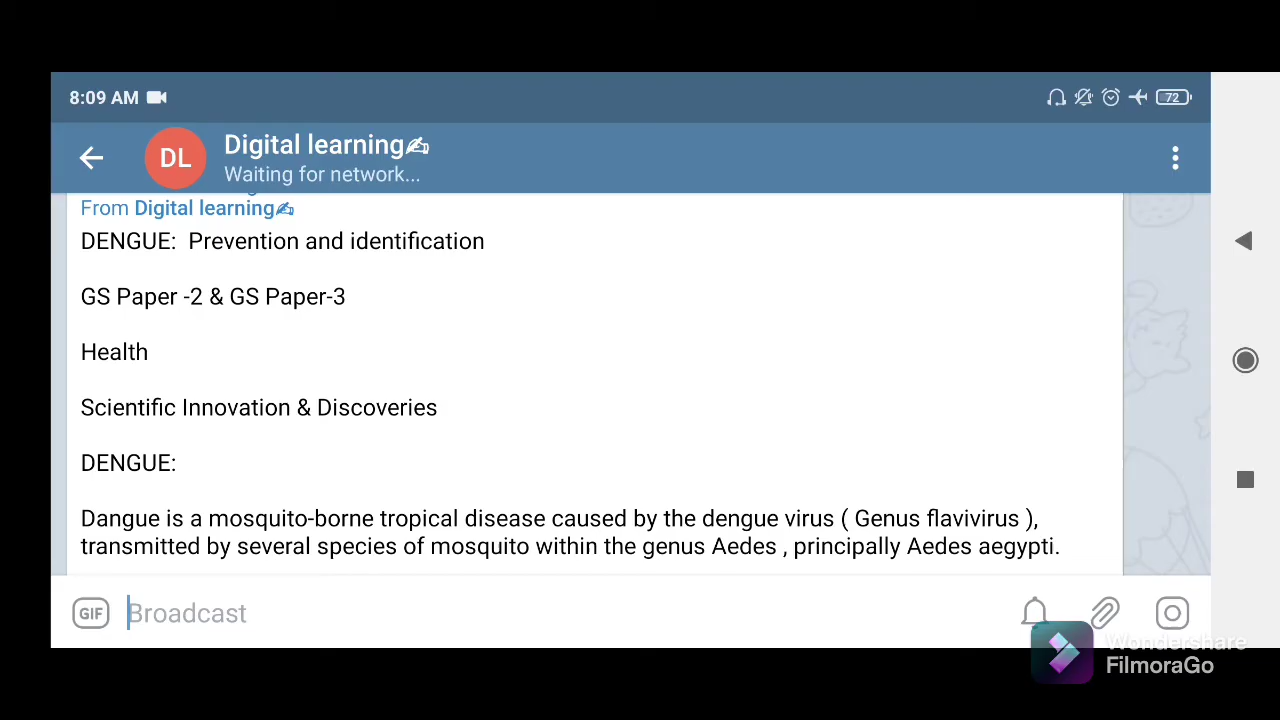 8:09 AM
72
DL
Digital learning✍
Waiting for network...
From Digital learning✍
DENGUE: Prevention and identification
GS Paper -2 & GS Paper-3
Health
Scientific Innovation & Discoveries
DENGUE:
Dangue is a mosquito-borne tropical disease caused by the dengue virus ( Genus flavivirus ),
transmitted by several species of mosquito within the genus Aedes , principally Aedes aegypti.
GIF
Broadcast
Wondershare
FilmoraGo